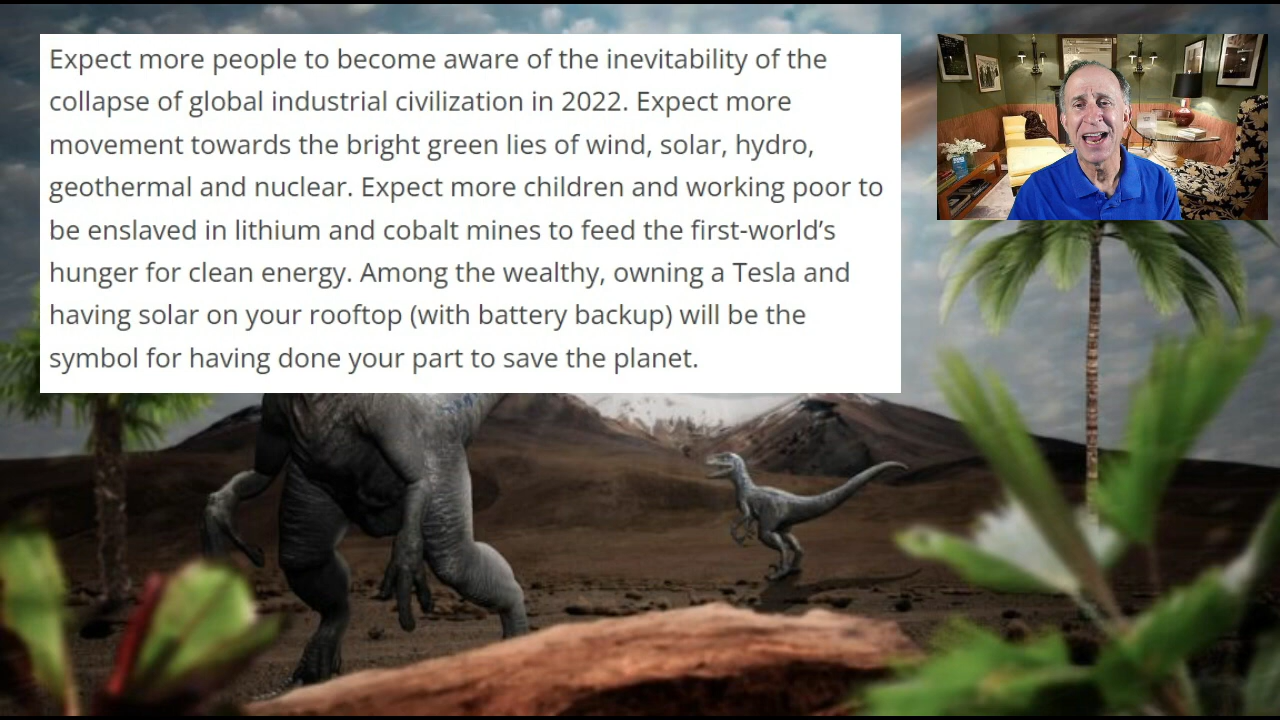 Expect more people to become aware of the inevitability of the
collapse of global industrial civilization in 2022. Expect more
movement towards the bright green lies of wind, solar, hydro,
geothermal and nuclear. Expect more children and working poor to
be enslaved in lithium and cobalt mines to feed the first-world’s
hunger for clean energy. Among the wealthy, owning a Tesla and
having solar on your rooftop (with battery backup) will be the
symbol for having done your part to save the planet.